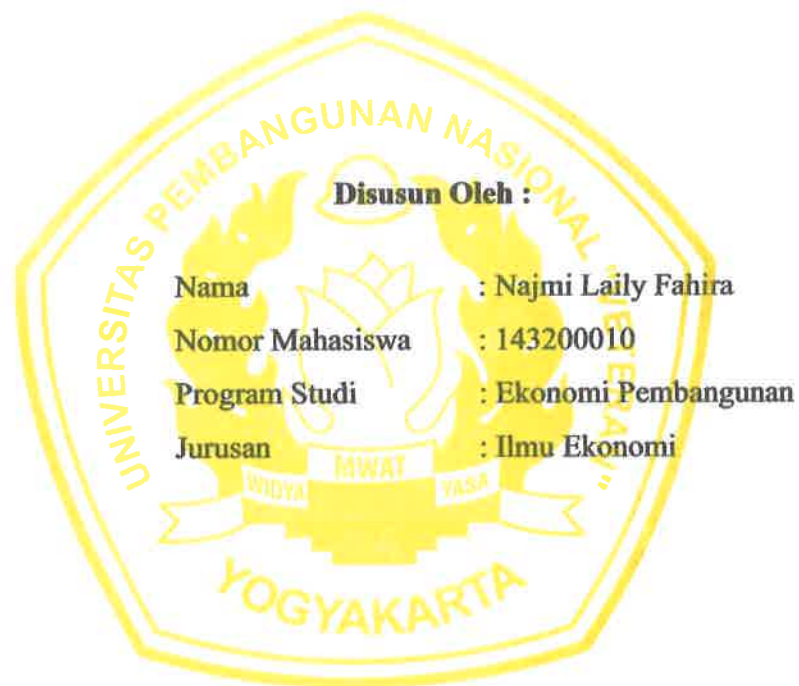 UNIVERSITAS PEMBANGUNAN NASIONAL "VETERAN"
Disusun Oleh :
Nama : Najmi Laily Fahira
Nomor Mahasiswa : 143200010
Program Studi : Ekonomi Pembangunan
Jurusan : Ilmu Ekonomi
WIDYA MWAT YASA
YOGYAKARTA